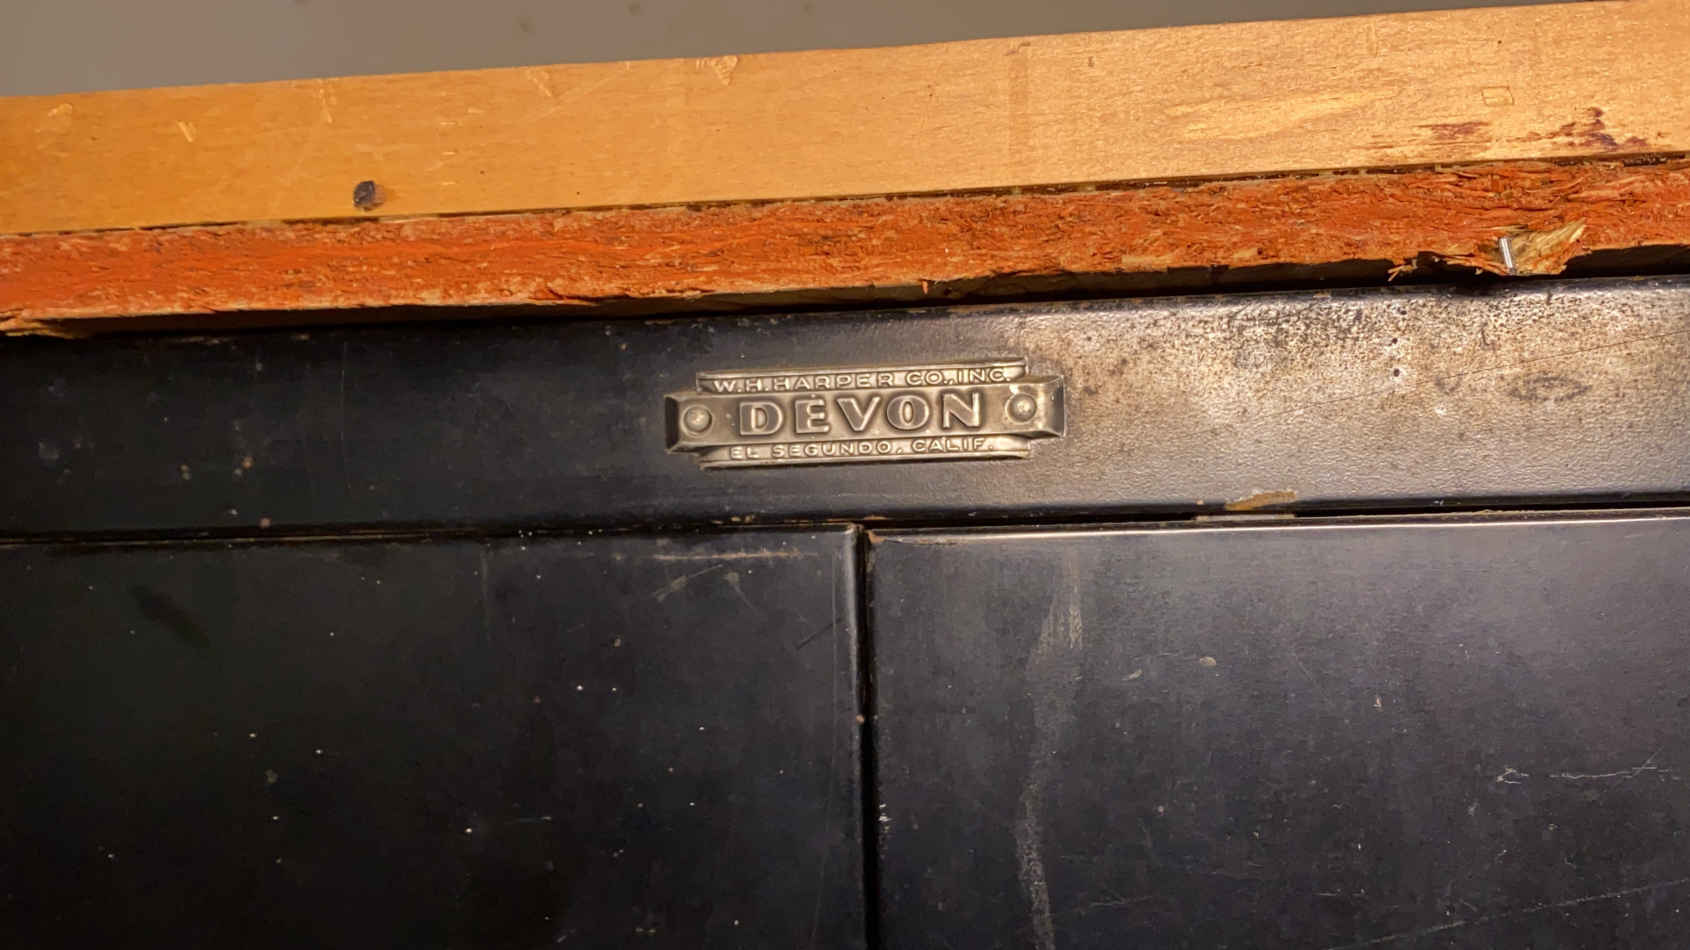 W.H.HARPER CO., INC.
DEVON
EL SEGUNDO, CALIF.